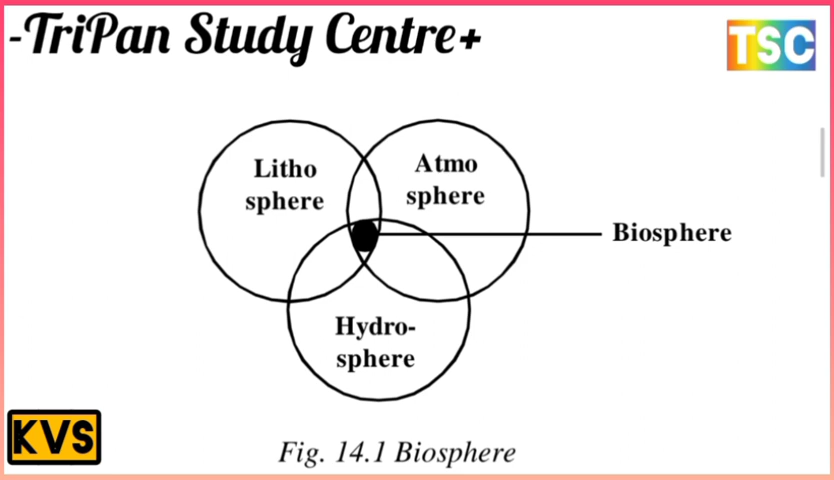 -TriPan Study Centre+
TSC
Litho
sphere
Atmo
sphere
Biosphere
Hydro-
sphere
KVS
Fig. 14.1 Biosphere